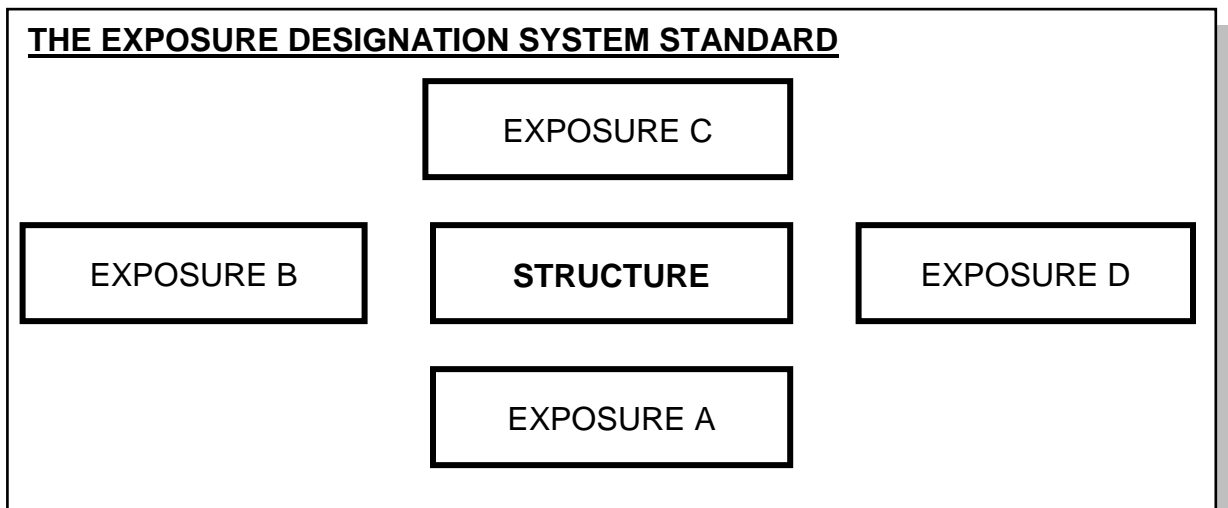 THE EXPOSURE DESIGNATION SYSTEM STANDARD
EXPOSURE C
EXPOSURE B
STRUCTURE
EXPOSURE D
EXPOSURE A